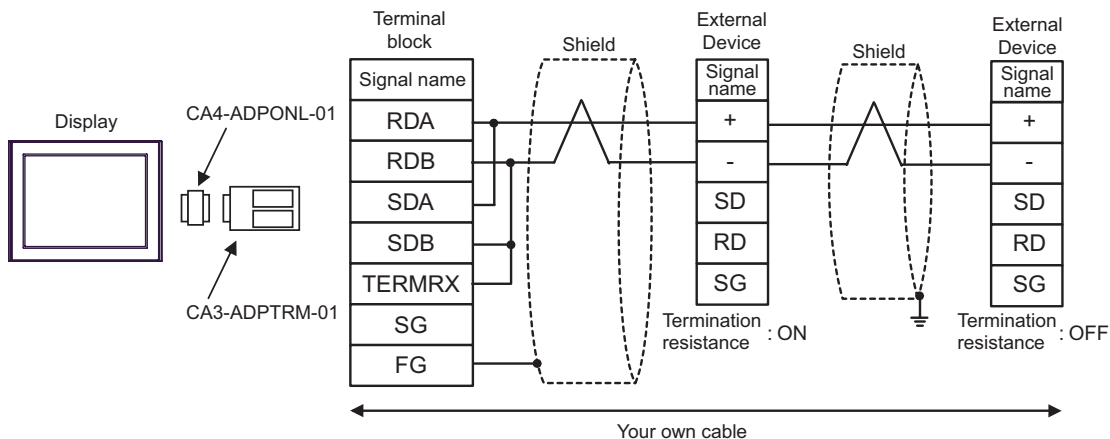 Display
CA4-ADPONL-01
CA3-ADPTRM-01
Terminal
block
Signal name
RDA
RDB
SDA
SDB
TERMRX
SG
FG
Shield
External
Device
Signal
name
+
-
SD
RD
SG
Termination
resistance : ON
Shield
External
Device
Signal
name
+
-
SD
RD
SG
Termination
resistance : OFF
Your own cable